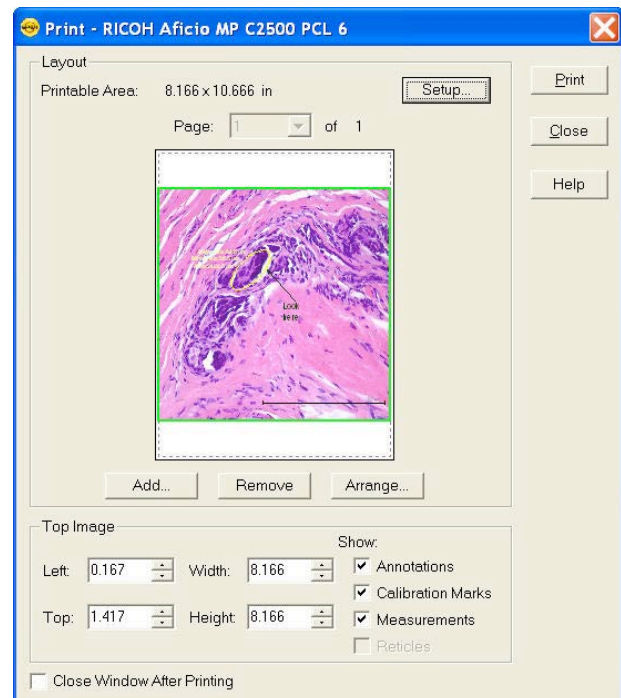 Print - RICOH Aficio MP C2500 PCL 6
Layout
Printable Area: 8.166 x 10.666 in
Setup...
Print
Page: 1 of 1
Close
Help
Look
here
Add... Remove Arrange...
Top Image
Show:
Left: 0.167 Width: 8.166 Annotations
Calibration Marks
Top: 1.417 Height: 8.166 Measurements
Reticles
Close Window After Printing